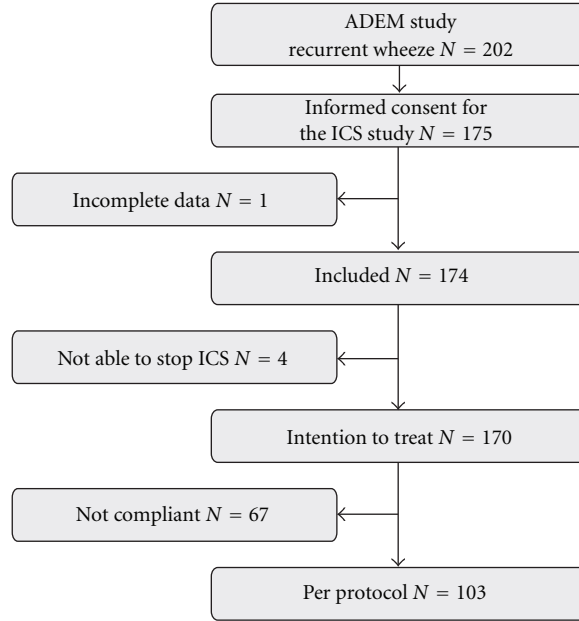 ADEM study
recurrent wheeze N = 202
Informed consent for
the ICS study N = 175
Incomplete data N = 1
Included N = 174
Not able to stop ICS N = 4
Intention to treat N = 170
Not compliant N = 67
Per protocol N = 103